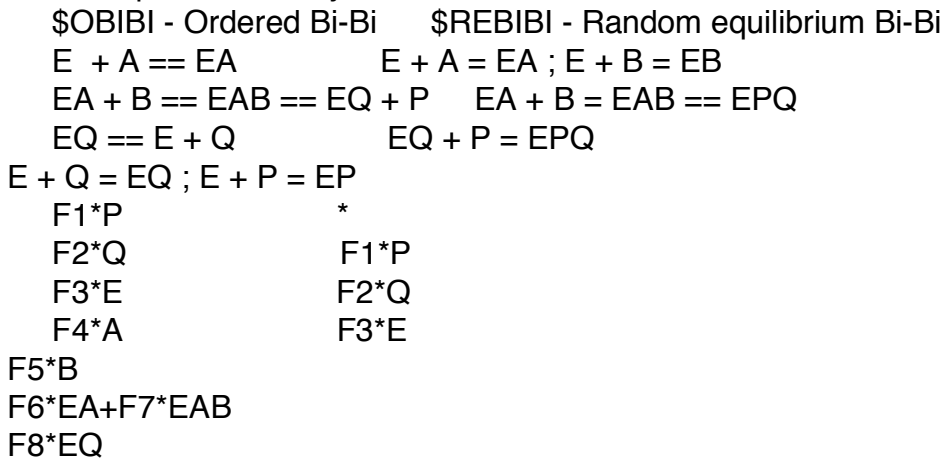 $OBIBI - Ordered Bi-Bi $REBIBI - Random equilibrium Bi-Bi
E + A == EA E + A = EA ; E + B = EB
EA + B == EAB == EQ + P EA + B = EAB == EPQ
EQ == E + Q EQ + P = EPQ
E + Q = EQ ; E + P = EP
F1*P *
F2*Q F1*P
F3*E F2*Q
F4*A F3*E
F5*B
F6*EA+F7*EAB
F8*EQ